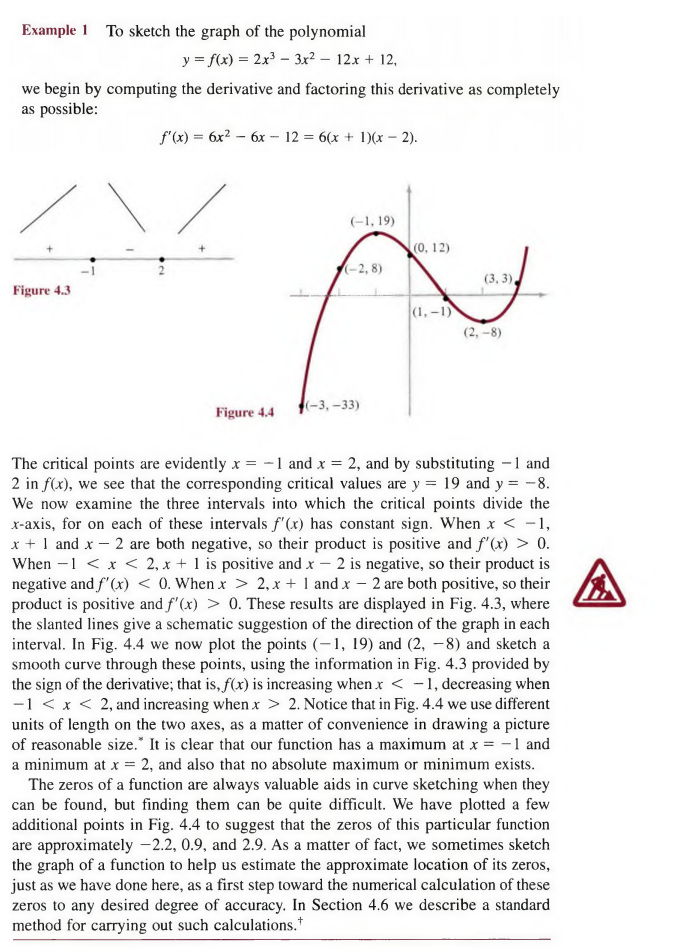 Example 1 To sketch the graph of the polynomial
y = f(x) = 2x³ − 3x² − 12x + 12,
we begin by computing the derivative and factoring this derivative as completely
as possible:
f′(x) = 6x² − 6x − 12 = 6(x + 1)(x − 2).
+ − +
−1 2
Figure 4.3
(−1, 19)
(0, 12)
(−2, 8)
(3, 3)
(1, −1)
(2, −8)
(−3, −33)
Figure 4.4
The critical points are evidently x = −1 and x = 2, and by substituting −1 and
2 in f(x), we see that the corresponding critical values are y = 19 and y = −8.
We now examine the three intervals into which the critical points divide the
x-axis, for on each of these intervals f′(x) has constant sign. When x < −1,
x + 1 and x − 2 are both negative, so their product is positive and f′(x) > 0.
When −1 < x < 2, x + 1 is positive and x − 2 is negative, so their product is
negative and f′(x) < 0. When x > 2, x + 1 and x − 2 are both positive, so their
product is positive and f′(x) > 0. These results are displayed in Fig. 4.3, where
the slanted lines give a schematic suggestion of the direction of the graph in each
interval. In Fig. 4.4 we now plot the points (−1, 19) and (2, −8) and sketch a
smooth curve through these points, using the information in Fig. 4.3 provided by
the sign of the derivative; that is, f(x) is increasing when x < −1, decreasing when
−1 < x < 2, and increasing when x > 2. Notice that in Fig. 4.4 we use different
units of length on the two axes, as a matter of convenience in drawing a picture
of reasonable size.* It is clear that our function has a maximum at x = −1 and
a minimum at x = 2, and also that no absolute maximum or minimum exists.
The zeros of a function are always valuable aids in curve sketching when they
can be found, but finding them can be quite difficult. We have plotted a few
additional points in Fig. 4.4 to suggest that the zeros of this particular function
are approximately −2.2, 0.9, and 2.9. As a matter of fact, we sometimes sketch
the graph of a function to help us estimate the approximate location of its zeros,
just as we have done here, as a first step toward the numerical calculation of these
zeros to any desired degree of accuracy. In Section 4.6 we describe a standard
method for carrying out such calculations.†